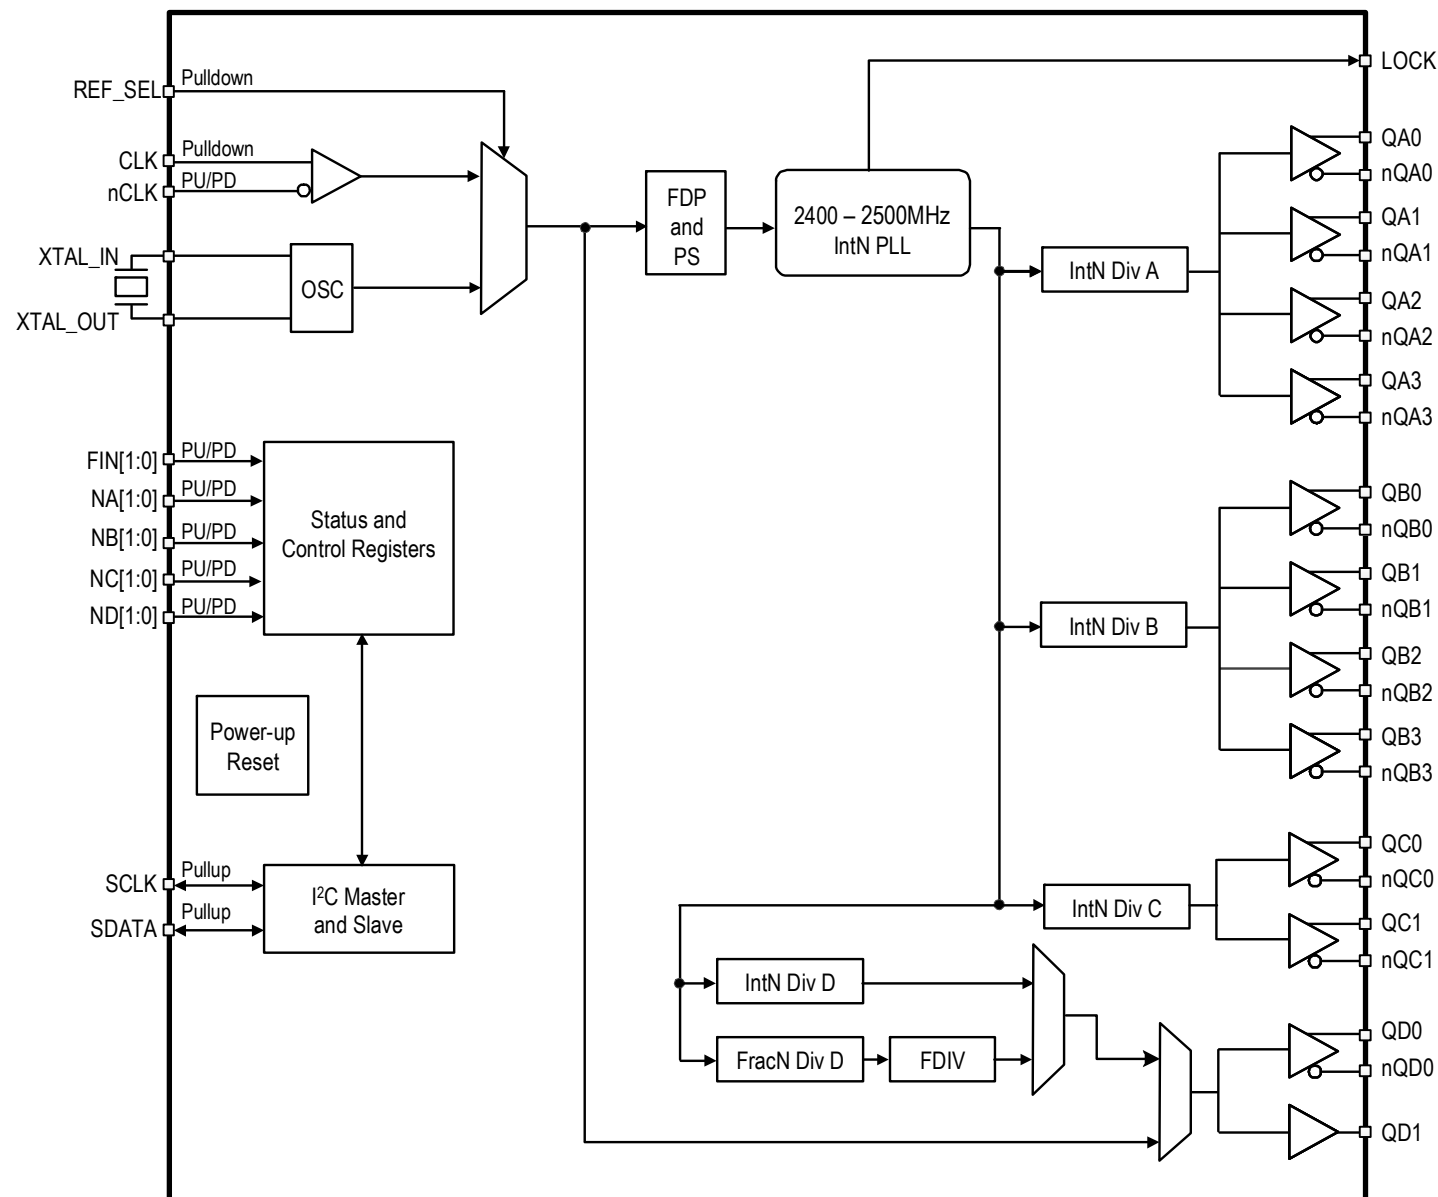 REF_SEL
Pulldown
CLK
Pulldown
nCLK
PU/PD
XTAL_IN
XTAL_OUT
OSC
FDP
and
PS
2400 – 2500MHz
IntN PLL
LOCK
IntN Div A
QA0
nQA0
QA1
nQA1
QA2
nQA2
QA3
nQA3
FIN[1:0]
PU/PD
NA[1:0]
PU/PD
NB[1:0]
PU/PD
NC[1:0]
PU/PD
ND[1:0]
PU/PD
Status and
Control Registers
IntN Div B
QB0
nQB0
QB1
nQB1
QB2
nQB2
QB3
nQB3
Power-up
Reset
SCLK
Pullup
SDATA
Pullup
I²C Master
and Slave
IntN Div C
QC0
nQC0
QC1
nQC1
IntN Div D
FracN Div D
FDIV
QD0
nQD0
QD1